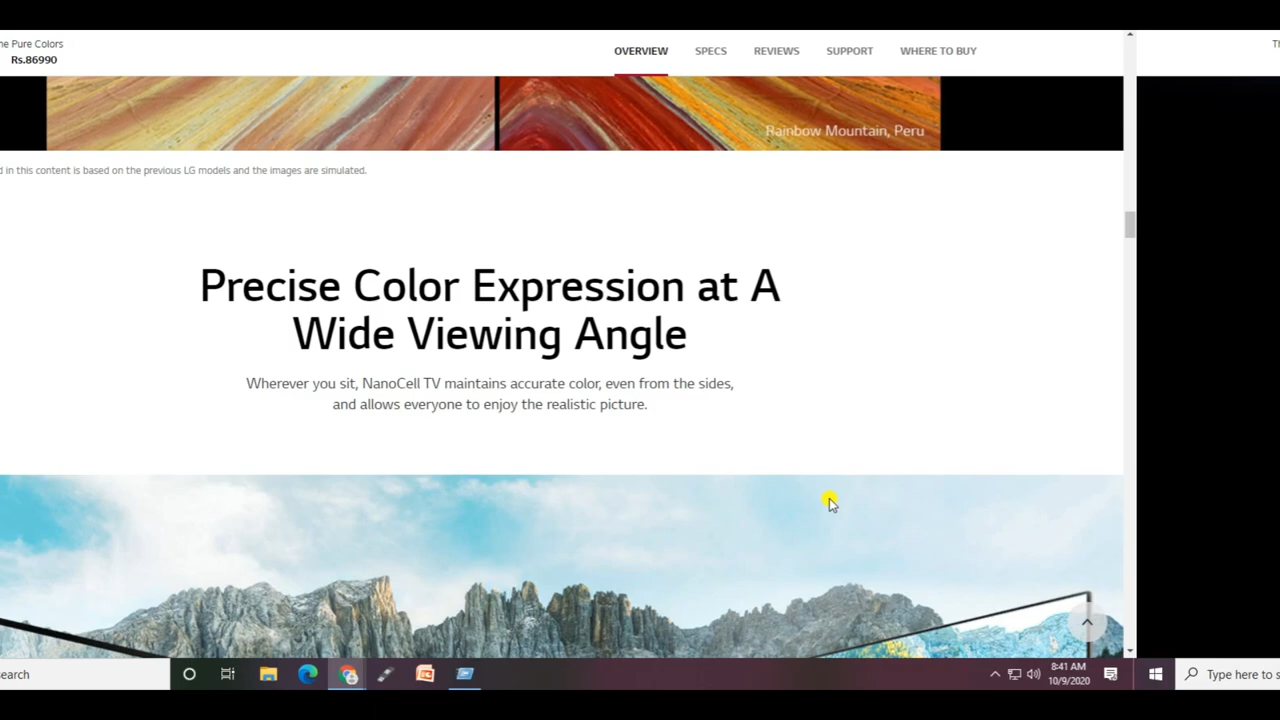 ne Pure Colors
Rs.86990
OVERVIEW SPECS REVIEWS SUPPORT WHERE TO BUY
Th
Rainbow Mountain, Peru
d in this content is based on the previous LG models and the images are simulated.
Precise Color Expression at A
Wide Viewing Angle
Wherever you sit, NanoCell TV maintains accurate color, even from the sides,
and allows everyone to enjoy the realistic picture.
earch
8:41 AM
10/9/2020
Type here to s